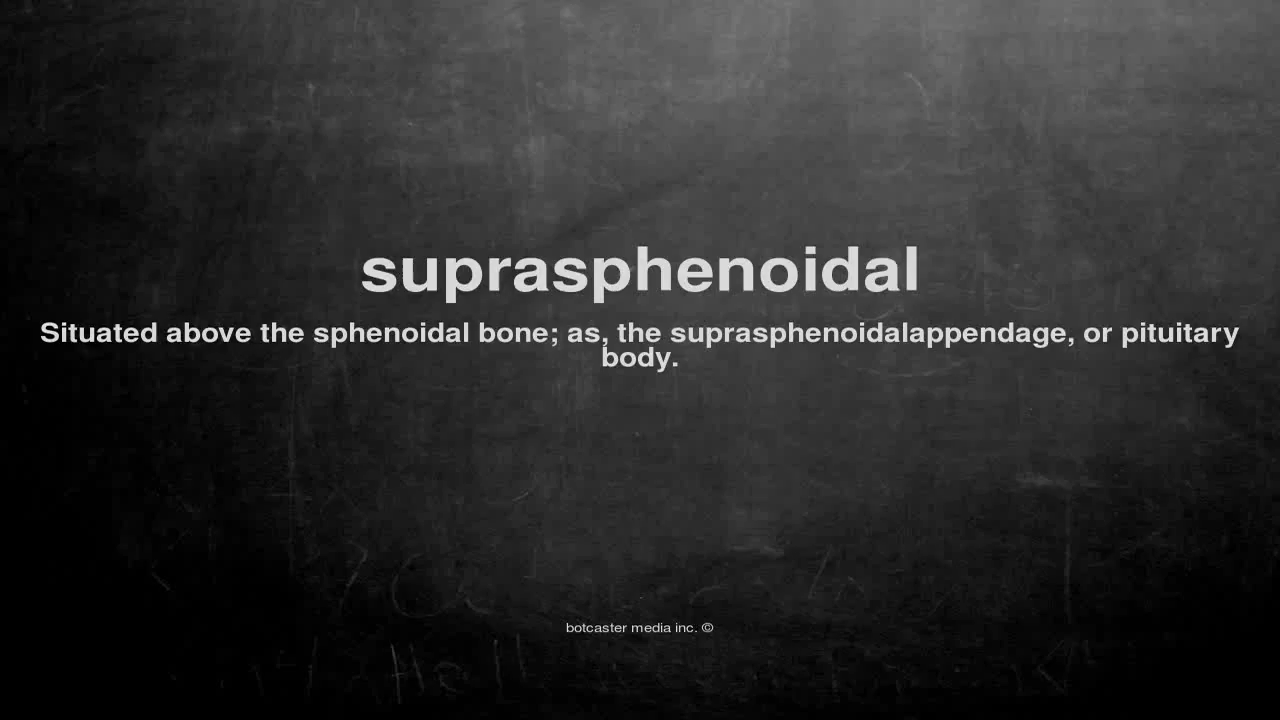 suprasphenoidal
Situated above the sphenoidal bone; as, the suprasphenoidalappendage, or pituitary
body.
botcaster media inc. ©